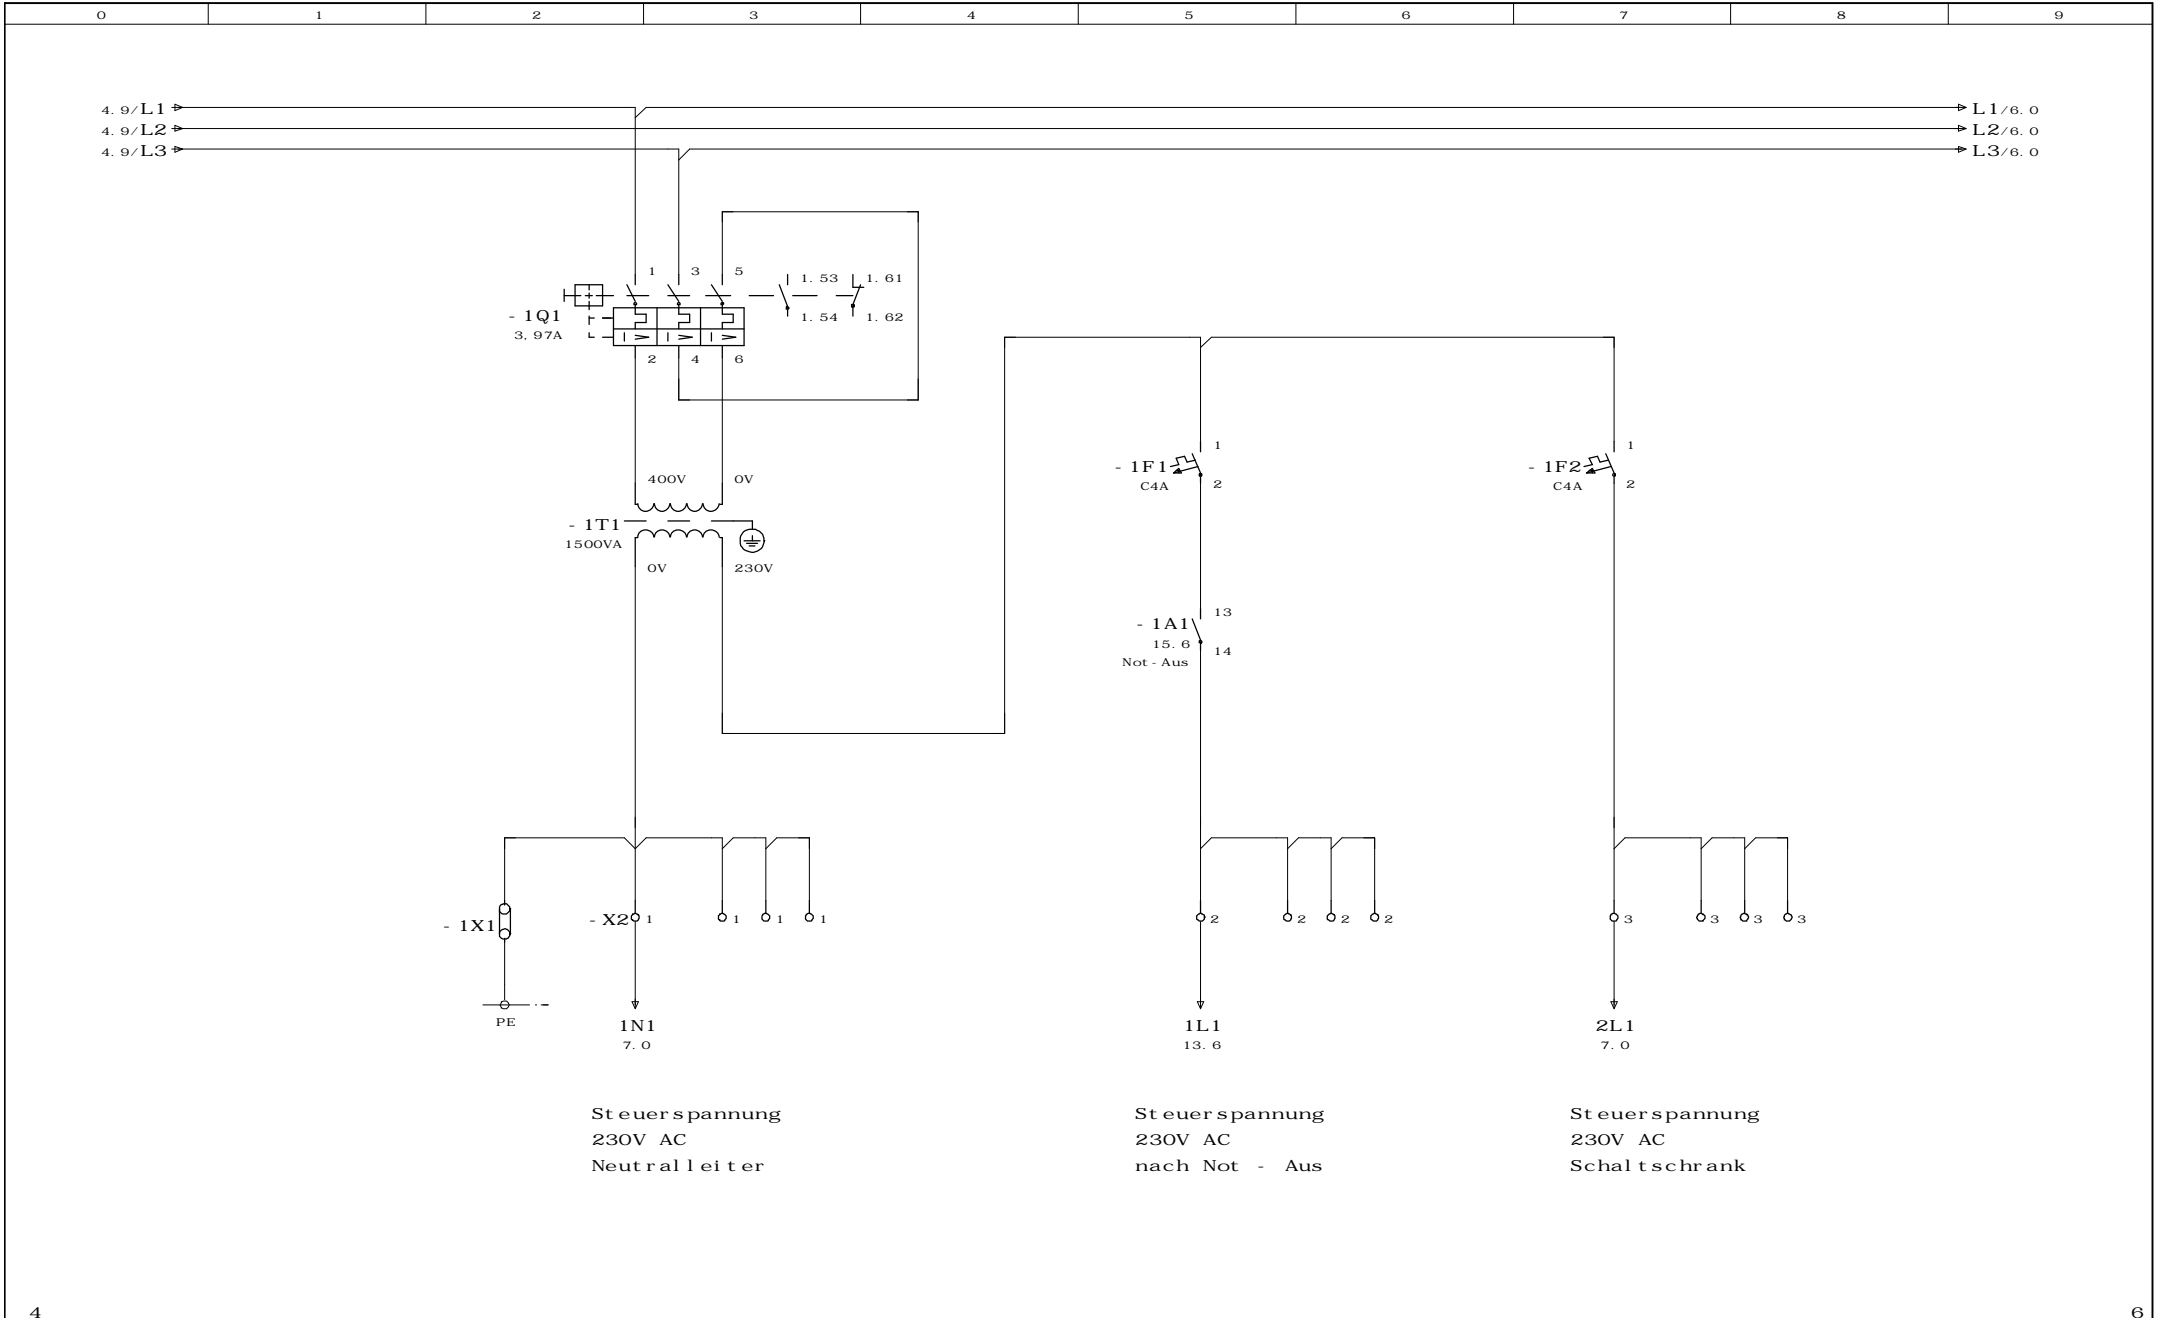 0 1 2 3 4 5 6 7 8 9
4.9/L1 L1/6.0
4.9/L2 L2/6.0
4.9/L3 L3/6.0
1 3 5 1.53 1.61
-1Q1 1.54 1.62
3,97A
2 4 6
1 1
-1F1 -1F2
C4A 2 C4A 2
400V 0V
-1T1
1500VA
0V 230V
13
-1A1
15.6 14
Not-Aus
-1X1 -X2 1 1 1 1 2 2 2 2 3 3 3 3
PE 1N1 1L1 2L1
7.0 13.6 7.0
Steuerspannung Steuerspannung Steuerspannung
230V AC 230V AC 230V AC
Neutralleiter nach Not - Aus Schaltschrank
4 6